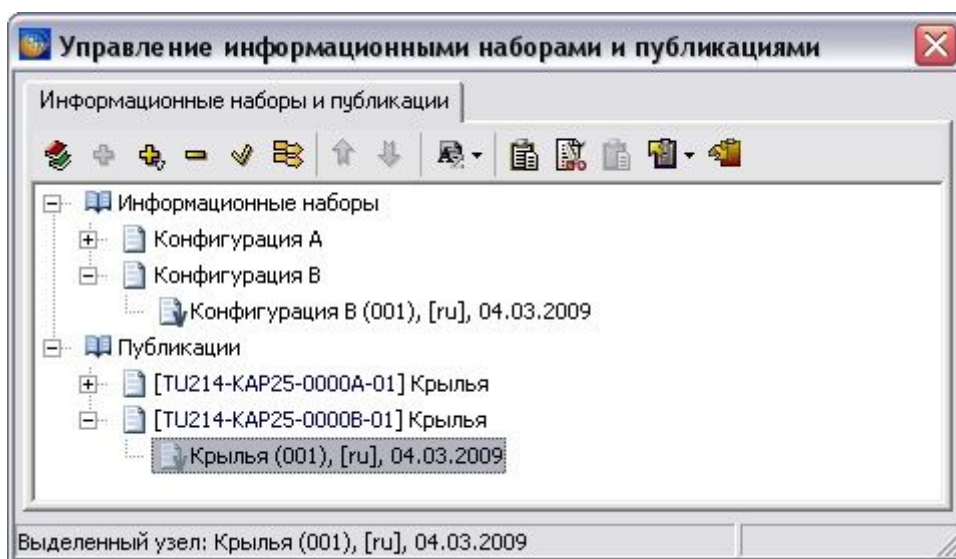 Управление информационными наборами и публикациями
Информационные наборы и публикации
Информационные наборы
Конфигурация A
Конфигурация B
Конфигурация B (001), [ru], 04.03.2009
Публикации
[TU214-KAP25-0000A-01] Крылья
[TU214-KAP25-0000B-01] Крылья
Крылья (001), [ru], 04.03.2009
Выделенный узел: Крылья (001), [ru], 04.03.2009